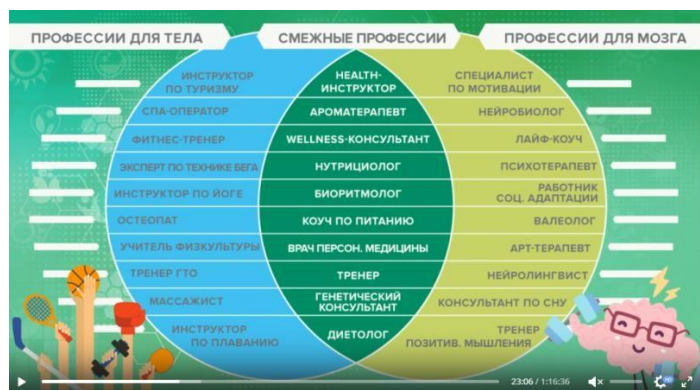 ПРОФЕССИИ ДЛЯ ТЕЛА
СМЕЖНЫЕ ПРОФЕССИИ
ПРОФЕССИИ ДЛЯ МОЗГА
ИНСТРУКТОР
ПО ТУРИЗМУ
HEALTH-
ИНСТРУКТОР
СПЕЦИАЛИСТ
ПО МОТИВАЦИИ
СПА-ОПЕРАТОР
АРОМАТЕРАПЕВТ
НЕЙРОБИОЛОГ
ФИТНЕС-ТРЕНЕР
WELLNESS-КОНСУЛЬТАНТ
ЛАЙФ-КОУЧ
ЭКСПЕРТ ПО ТЕХНИКЕ БЕГА
НУТРИЦИОЛОГ
ПСИХОТЕРАПЕВТ
ИНСТРУКТОР ПО ЙОГЕ
БИОРИТМОЛОГ
РАБОТНИК
СОЦ. АДАПТАЦИИ
ОСТЕОПАТ
КОУЧ ПО ПИТАНИЮ
ВАЛЕОЛОГ
УЧИТЕЛЬ ФИЗКУЛЬТУРЫ
ВРАЧ ПЕРСОН. МЕДИЦИНЫ
АРТ-ТЕРАПЕВТ
ТРЕНЕР ГТО
ТРЕНЕР
НЕЙРОЛИНГВИСТ
МАССАЖИСТ
ГЕНЕТИЧЕСКИЙ
КОНСУЛЬТАНТ
КОНСУЛЬТАНТ ПО СНУ
ИНСТРУКТОР
ПО ПЛАВАНИЮ
ДИЕТОЛОГ
ТРЕНЕР
ПОЗИТИВ. МЫШЛЕНИЯ
23:06 / 1:16:36